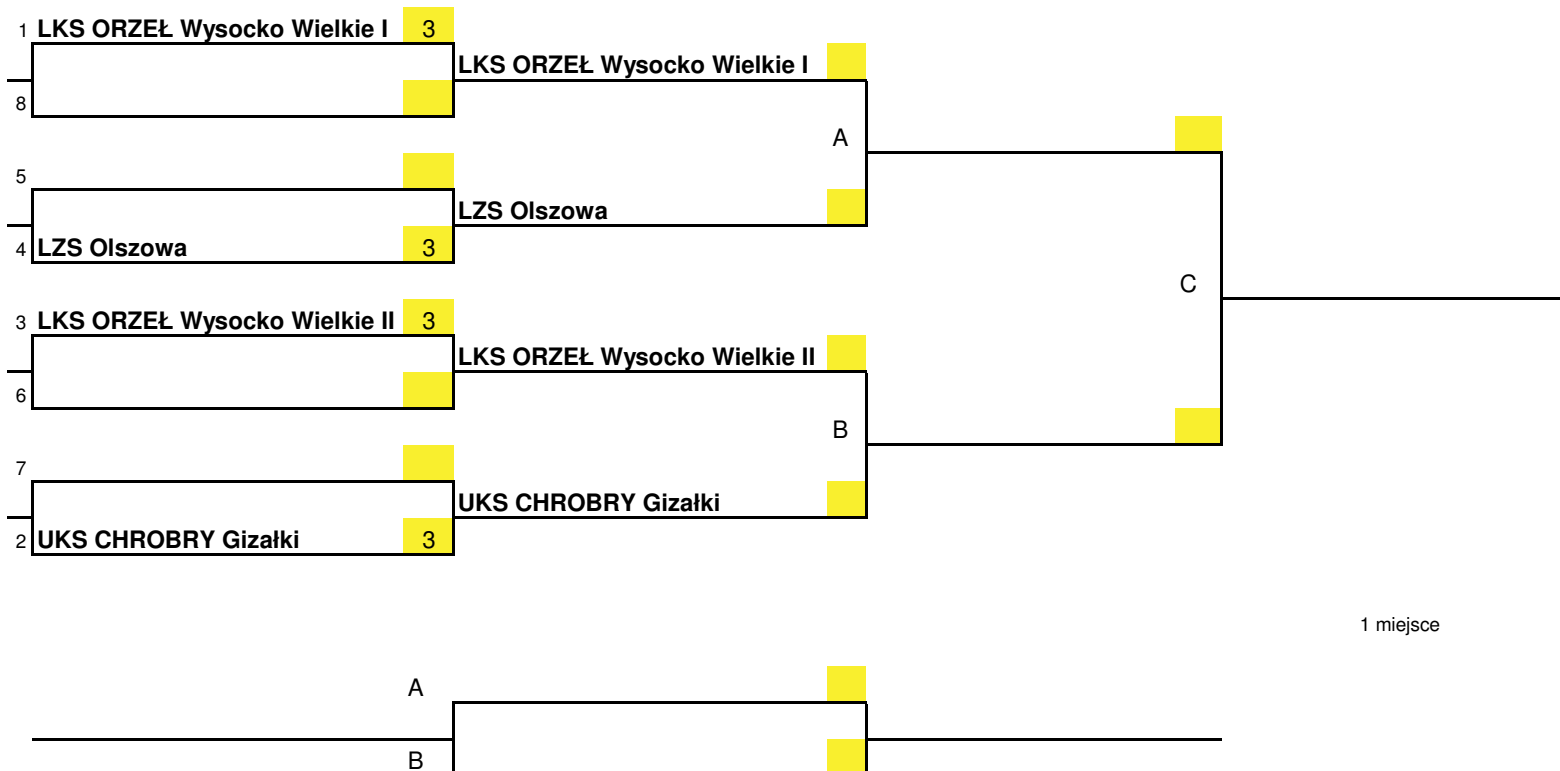 1 LKS ORZEŁ Wysocko Wielkie I 3
LKS ORZEŁ Wysocko Wielkie I
8
A
5
LZS Olszowa
4 LZS Olszowa 3
C
3 LKS ORZEŁ Wysocko Wielkie II 3
LKS ORZEŁ Wysocko Wielkie II
6
B
7
UKS CHROBRY Gizałki
2 UKS CHROBRY Gizałki 3
1 miejsce
A
B